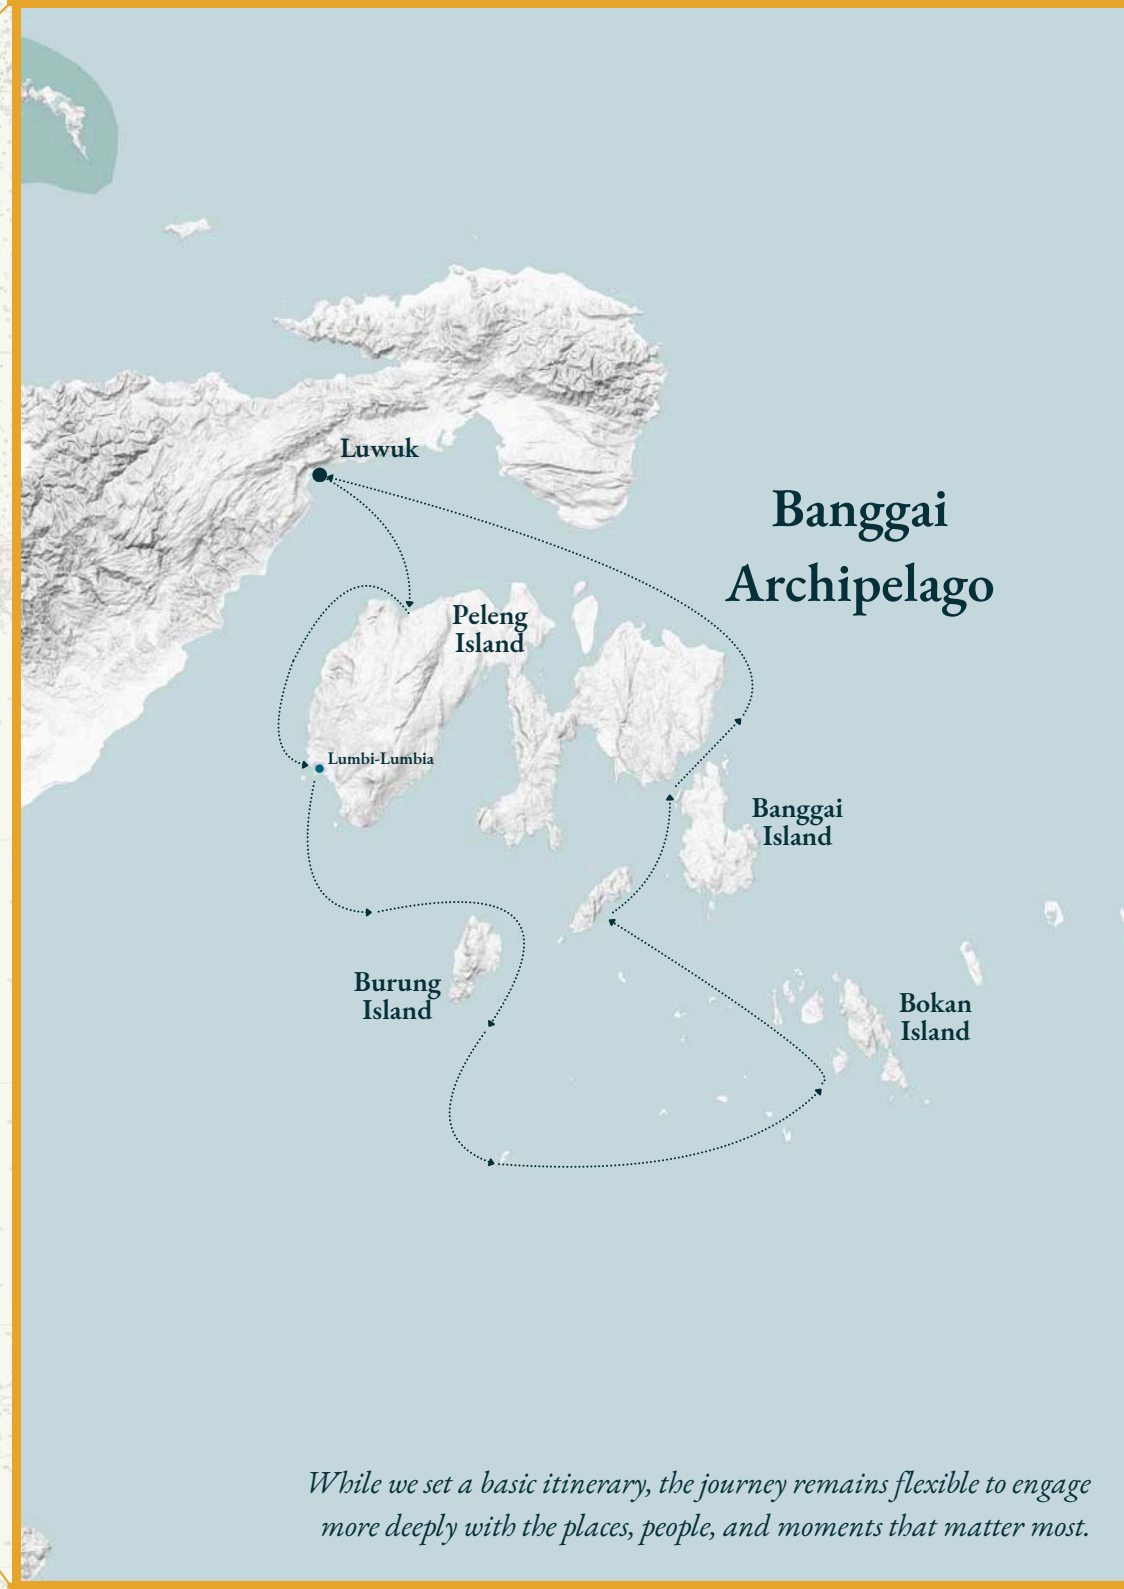 Luwuk
Banggai
Archipelago
Peleng
Island
Lumbi-Lumbia
Banggai
Island
Burung
Island
Bokan
Island
While we set a basic itinerary, the journey remains flexible to engage
more deeply with the places, people, and moments that matter most.